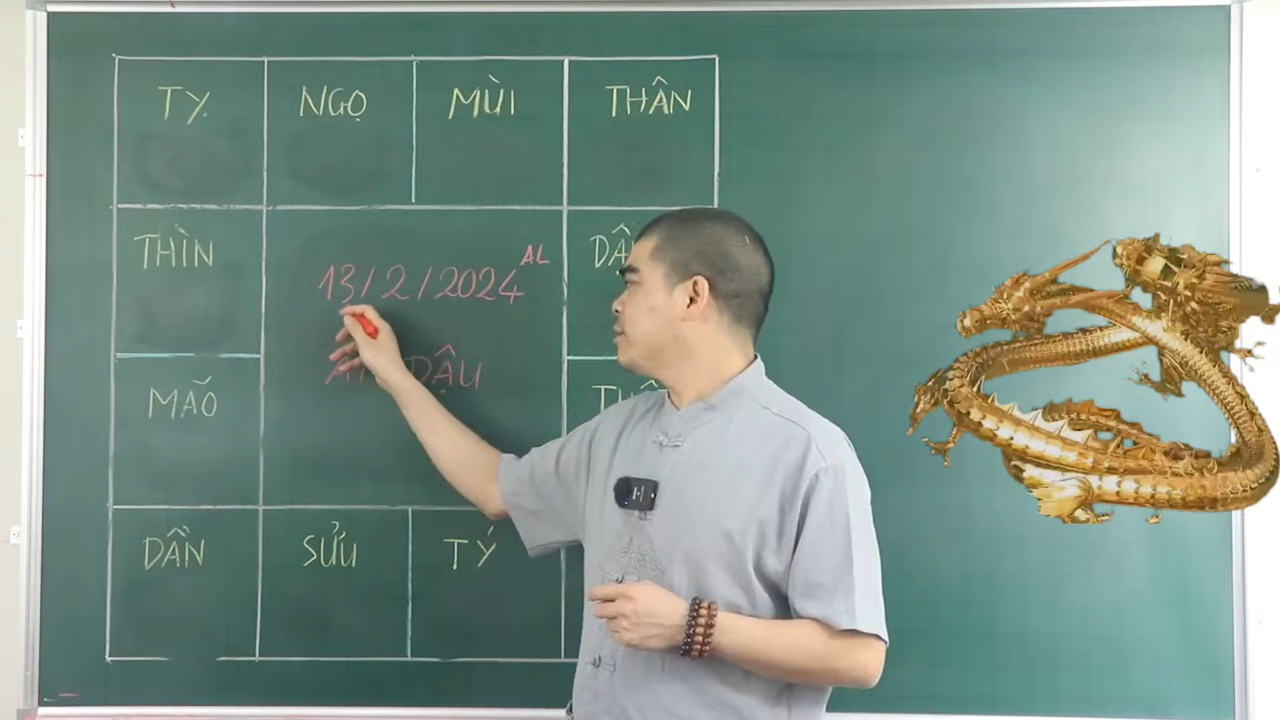 TỴ NGỌ MÙI THÂN
THÌN
13/2/2024 AL
DẬU
MÃO
DẦN SỬU TÝ